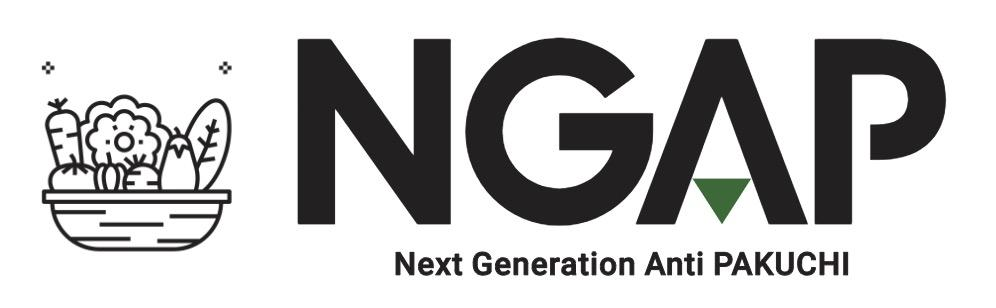 NGAP
Next Generation Anti PAKUCHI